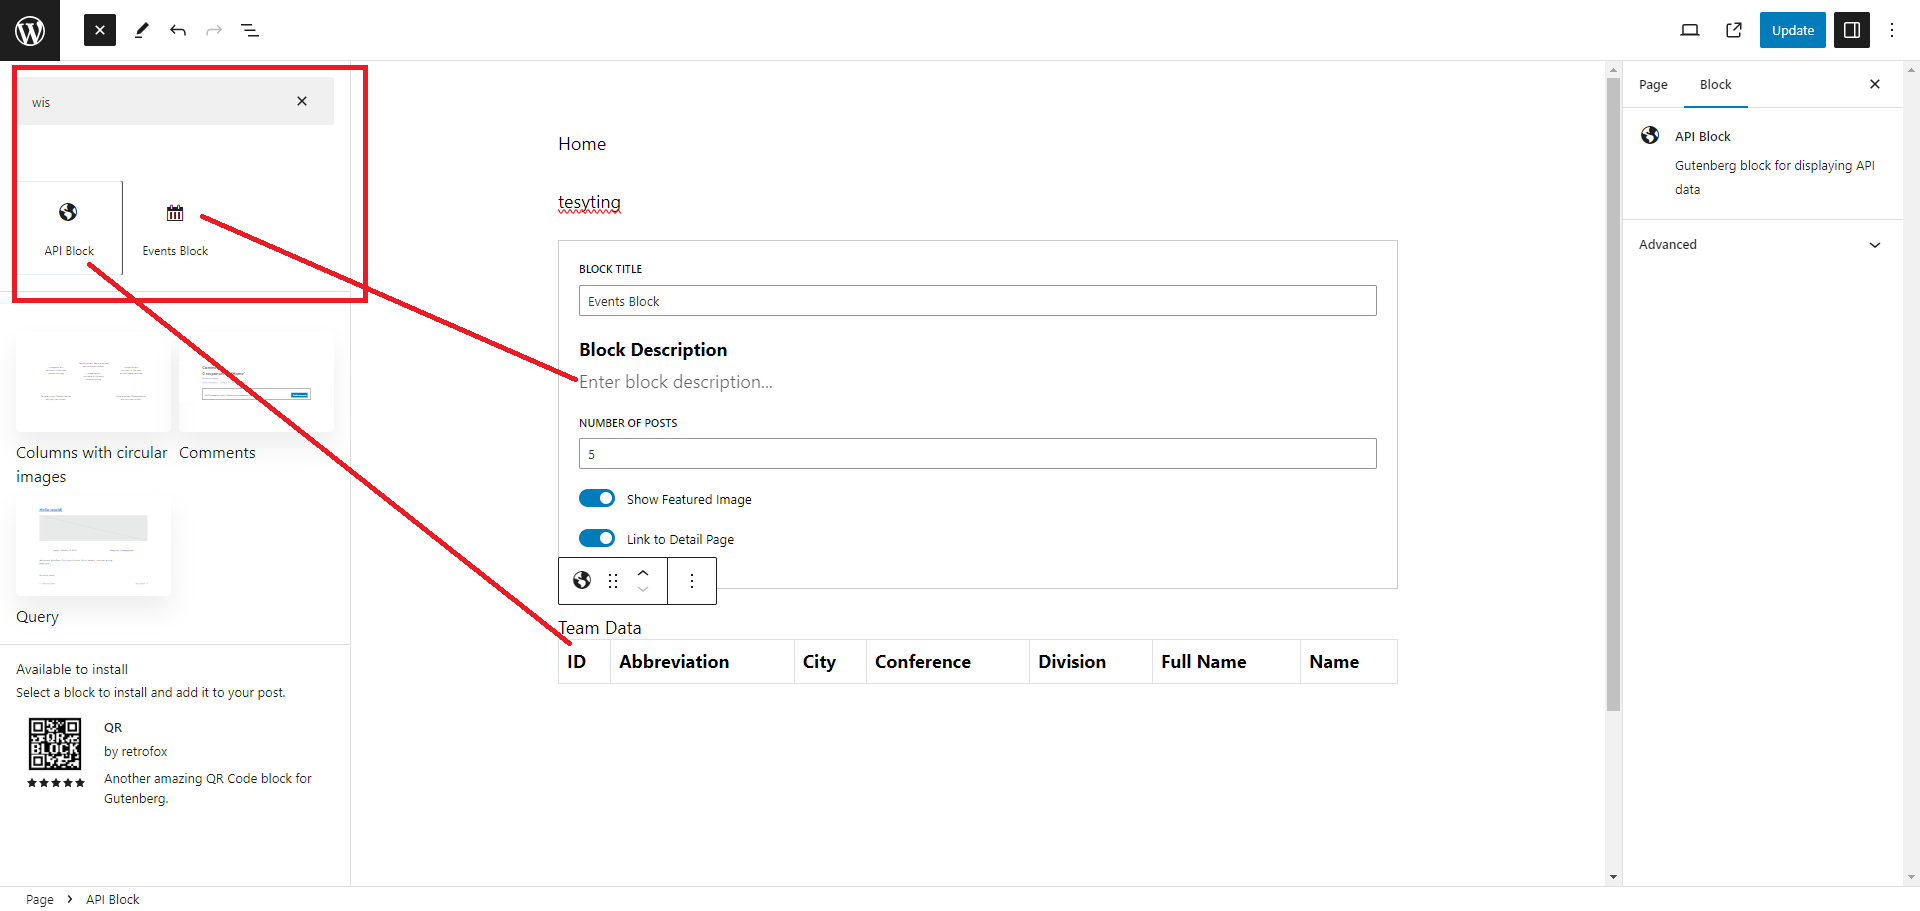 Update
wis
API Block
Events Block
Columns with circular
images
Comments
Query
Available to install
Select a block to install and add it to your post.
QR
BLOCK
QR
by retrofox
Another amazing QR Code block for
Gutenberg.
Home
tesyting
BLOCK TITLE
Events Block
Block Description
Enter block description...
NUMBER OF POSTS
5
Show Featured Image
Link to Detail Page
Team Data
ID Abbreviation City Conference Division Full Name Name
Page Block
API Block
Gutenberg block for displaying API
data
Advanced
Page › API Block